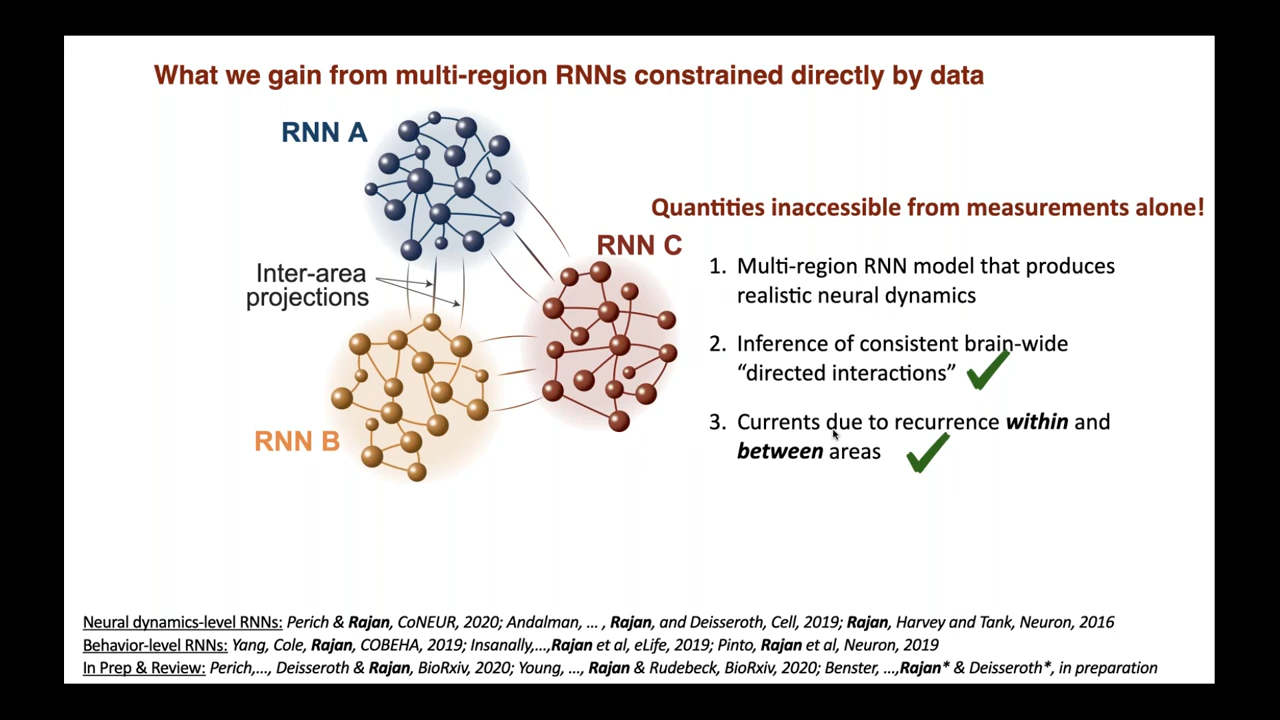 What we gain from multi-region RNNs constrained directly by data
RNN A
Quantities inaccessible from measurements alone!
RNN C
Inter-area
projections
1. Multi-region RNN model that produces
realistic neural dynamics
2. Inference of consistent brain-wide
“directed interactions”
3. Currents due to recurrence within and
between areas
RNN B
Neural dynamics-level RNNs: Perich & Rajan, CoNEUR, 2020; Andalman, ... , Rajan, and Deisseroth, Cell, 2019; Rajan, Harvey and Tank, Neuron, 2016
Behavior-level RNNs: Yang, Cole, Rajan, COBEHA, 2019; Insanally,...,Rajan et al, eLife, 2019; Pinto, Rajan et al, Neuron, 2019
In Prep & Review: Perich,..., Deisseroth & Rajan, BioRxiv, 2020; Young, ..., Rajan & Rudebeck, BioRxiv, 2020; Benster, ...,Rajan* & Deisseroth*, in preparation